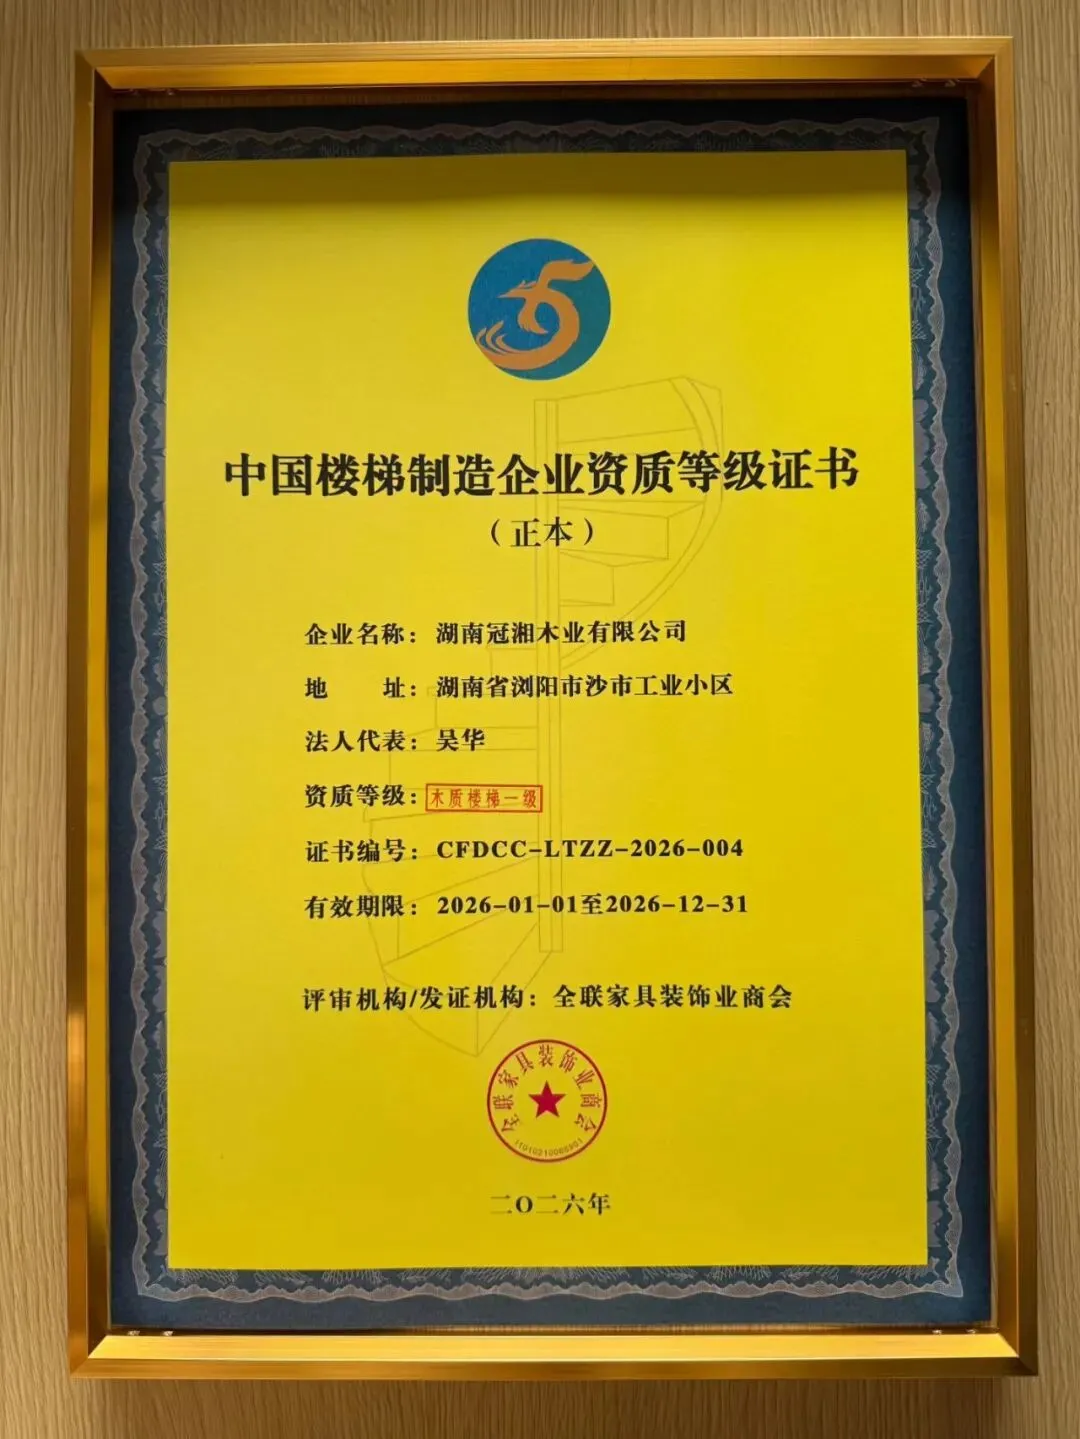 中国楼梯制造企业资质等级证书
（正本）
企业名称：湖南冠湘木业有限公司
地 址：湖南省浏阳市沙市工业小区
法人代表：吴华
资质等级：木质楼梯一级
证书编号：CFDCC-LTZZ-2026-004
有效期限：2026-01-01至2026-12-31
评审机构/发证机构：全联家具装饰业商会
全联家具装饰业商会
二O二六年